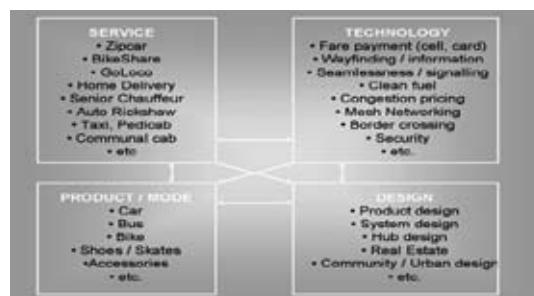 SERVICE
• Zipcar
• BikeShare
• GoLoco
• Home Delivery
• Senior Chauffeur
• Auto Rickshaw
• Taxi, Pedicab
• Communal cab
• etc
TECHNOLOGY
• Fare payment (cell, card)
• Wayfinding / information
• Seamlessness / signalling
• Clean fuel
• Congestion pricing
• Mesh Networking
• Border crossing
• Security
• etc.
PRODUCT / MODE
• Car
• Bus
• Bike
• Shoes / Skates
•Accessories
• etc.
DESIGN
• Product design
• System design
• Hub design
• Real Estate
• Community / Urban design
• etc.